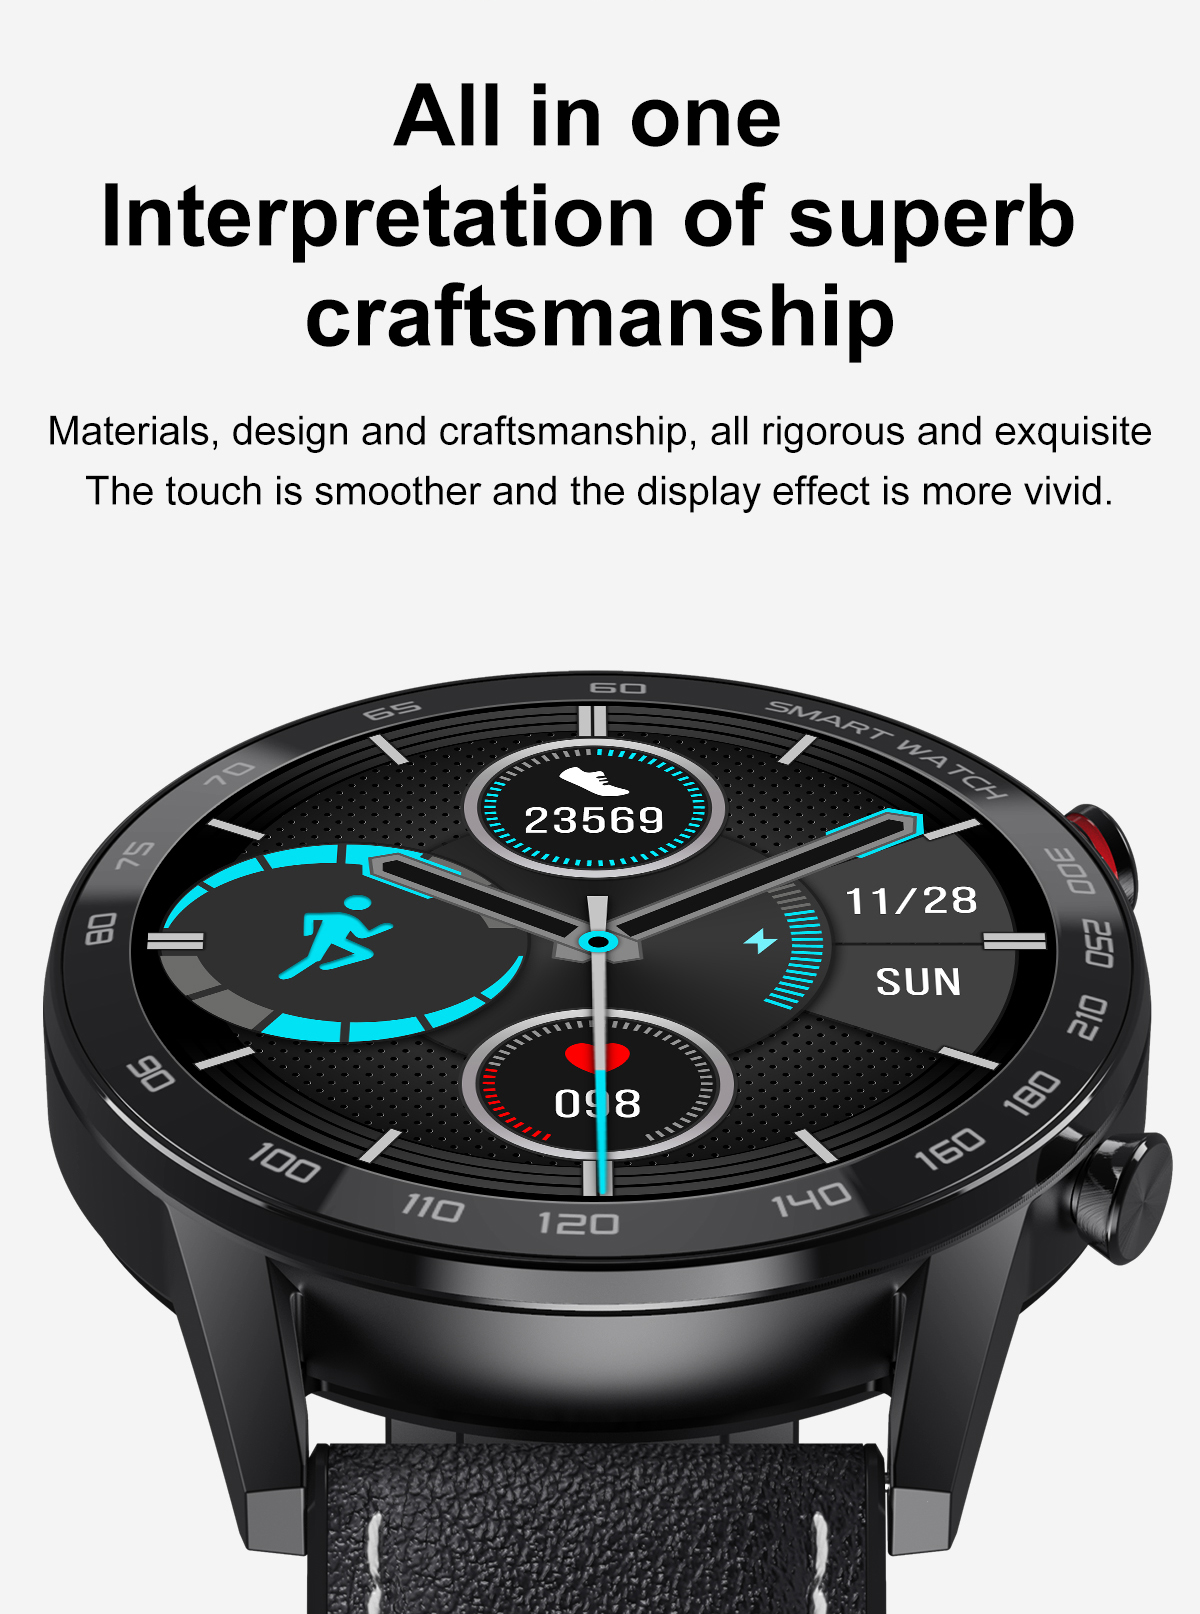 All in one
Interpretation of superb
craftsmanship
Materials, design and craftsmanship, all rigorous and exquisite
The touch is smoother and the display effect is more vivid.
60
65
SMART WATCH
70
75
80
90
100
110
120
140
160
180
210
250
300
23569
11/28
SUN
098